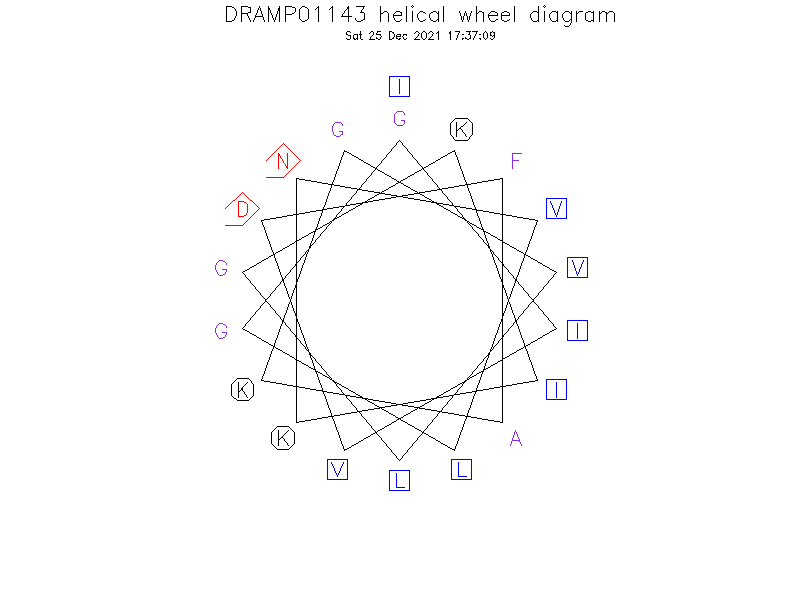 DRAMP01143 helical wheel diagram
Sat 25 Dec 2021 17:37:09
I
G
G K
N F
D V
G V
G I
K I
K A
V L
L